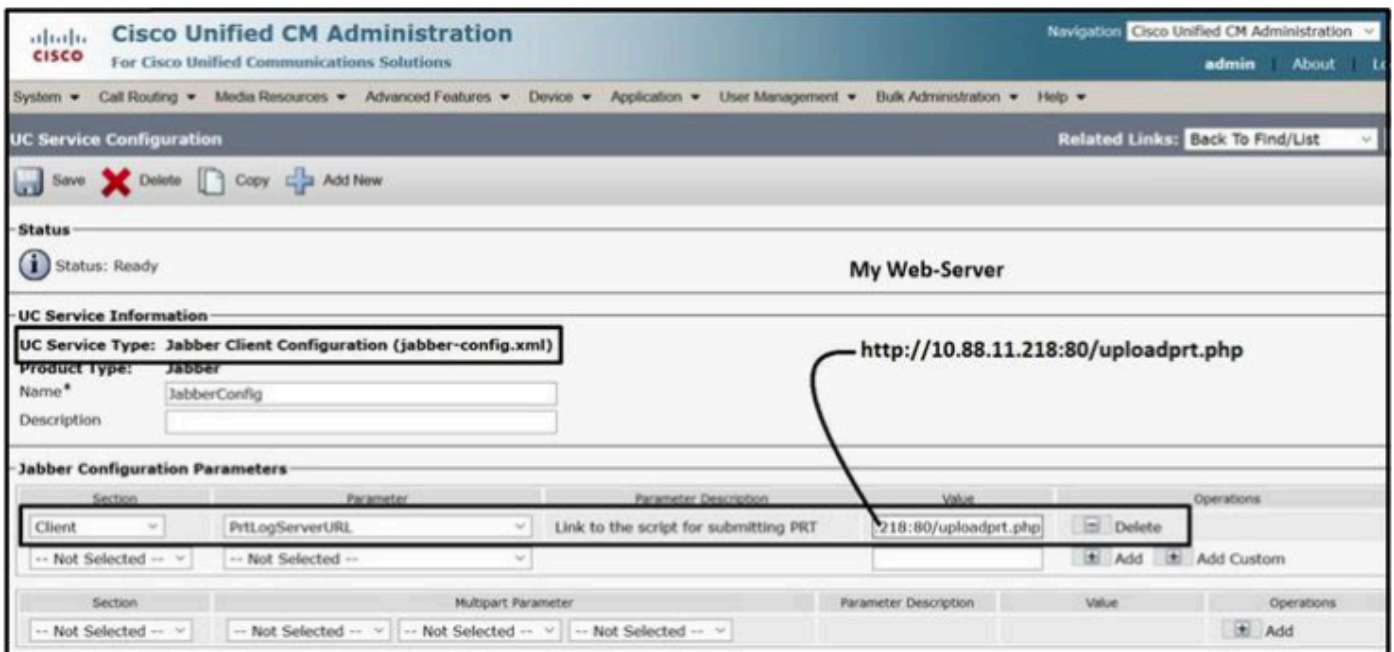 Cisco Unified CM Administration
Navigation Cisco Unified CM Administration
CISCO For Cisco Unified Communications Solutions
admin About
System Call Routing Media Resources Advanced Features Device Application User Management Bulk Administration Help
UC Service Configuration Related Links: Back To Find/List
Save Delete Copy Add New
Status
i Status: Ready
My Web-Server
UC Service Information
UC Service Type: Jabber Client Configuration (jabber-config.xml)
http://10.88.11.218:80/uploadprt.php
Product Type: Jabber
Name* JabberConfig
Description
Jabber Configuration Parameters
Section Parameter Parameter Description Value Operations
Client PrtLogServerURL Link to the script for submitting PRT .218:80/uploadprt.php Delete
-- Not Selected -- -- Not Selected -- Add Add Custom
Section Multipart Parameter Parameter Description Value Operations
-- Not Selected -- -- Not Selected -- -- Not Selected -- -- Not Selected -- Add